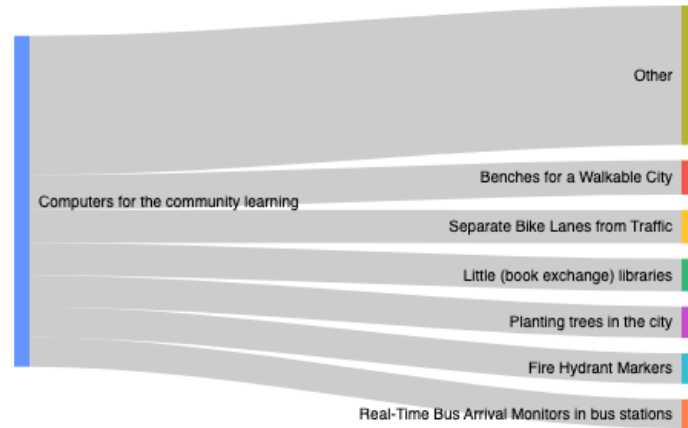 Other
Benches for a Walkable City
Computers for the community learning
Separate Bike Lanes from Traffic
Little (book exchange) libraries
Planting trees in the city
Fire Hydrant Markers
Real-Time Bus Arrival Monitors in bus stations